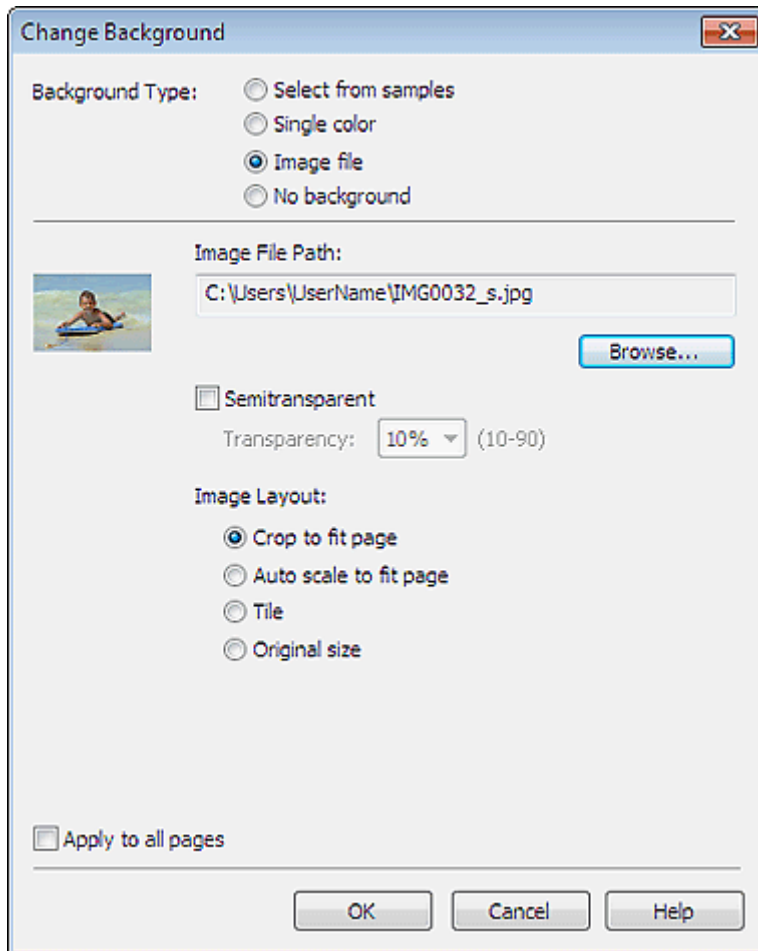 Change Background
Background Type:
Select from samples
Single color
Image file
No background
Image File Path:
C:\Users\UserName\IMG0032_s.jpg
Browse...
Semitransparent
Transparency: 10% (10-90)
Image Layout:
Crop to fit page
Auto scale to fit page
Tile
Original size
Apply to all pages
OK Cancel Help